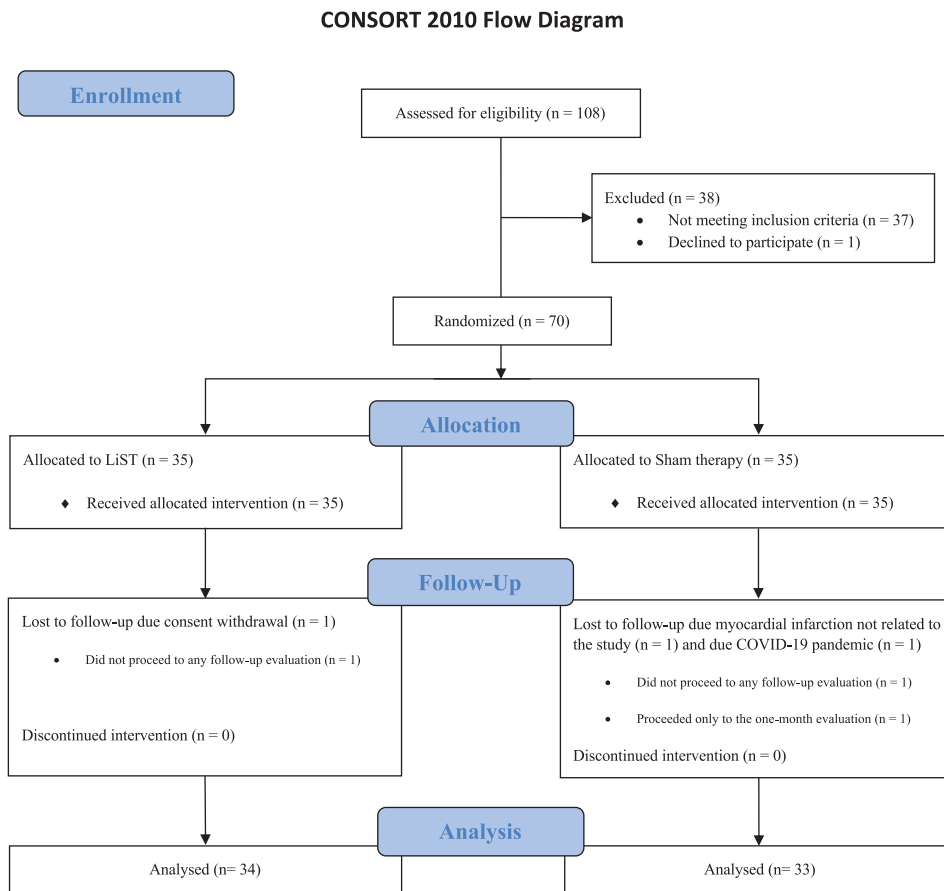 CONSORT 2010 Flow Diagram
Enrollment
Assessed for eligibility (n = 108)
Excluded (n = 38)
• Not meeting inclusion criteria (n = 37)
• Declined to participate (n = 1)
Randomized (n = 70)
Allocation
Allocated to LiST (n = 35)
♦ Received allocated intervention (n = 35)
Allocated to Sham therapy (n = 35)
♦ Received allocated intervention (n = 35)
Follow-Up
Lost to follow-up due consent withdrawal (n = 1)
• Did not proceed to any follow-up evaluation (n = 1)
Discontinued intervention (n = 0)
Lost to follow-up due myocardial infarction not related to
the study (n = 1) and due COVID-19 pandemic (n = 1)
• Did not proceed to any follow-up evaluation (n = 1)
• Proceeded only to the one-month evaluation (n = 1)
Discontinued intervention (n = 0)
Analysis
Analysed (n= 34)
Analysed (n = 33)